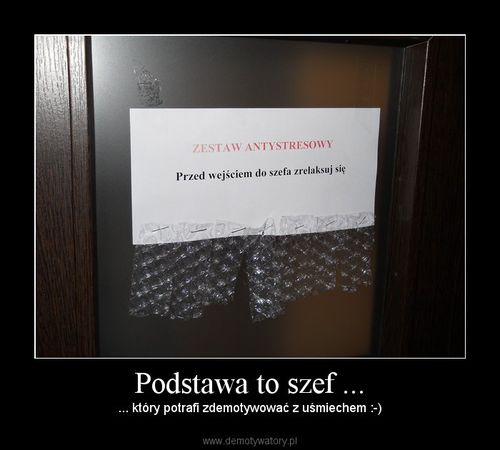 ZESTAW ANTYSTRESOWY
Przed wejściem do szefa zrelaksuj się
Podstawa to szef ...
... który potrafi zdemotywować z uśmiechem :-)
www.demotywatory.pl